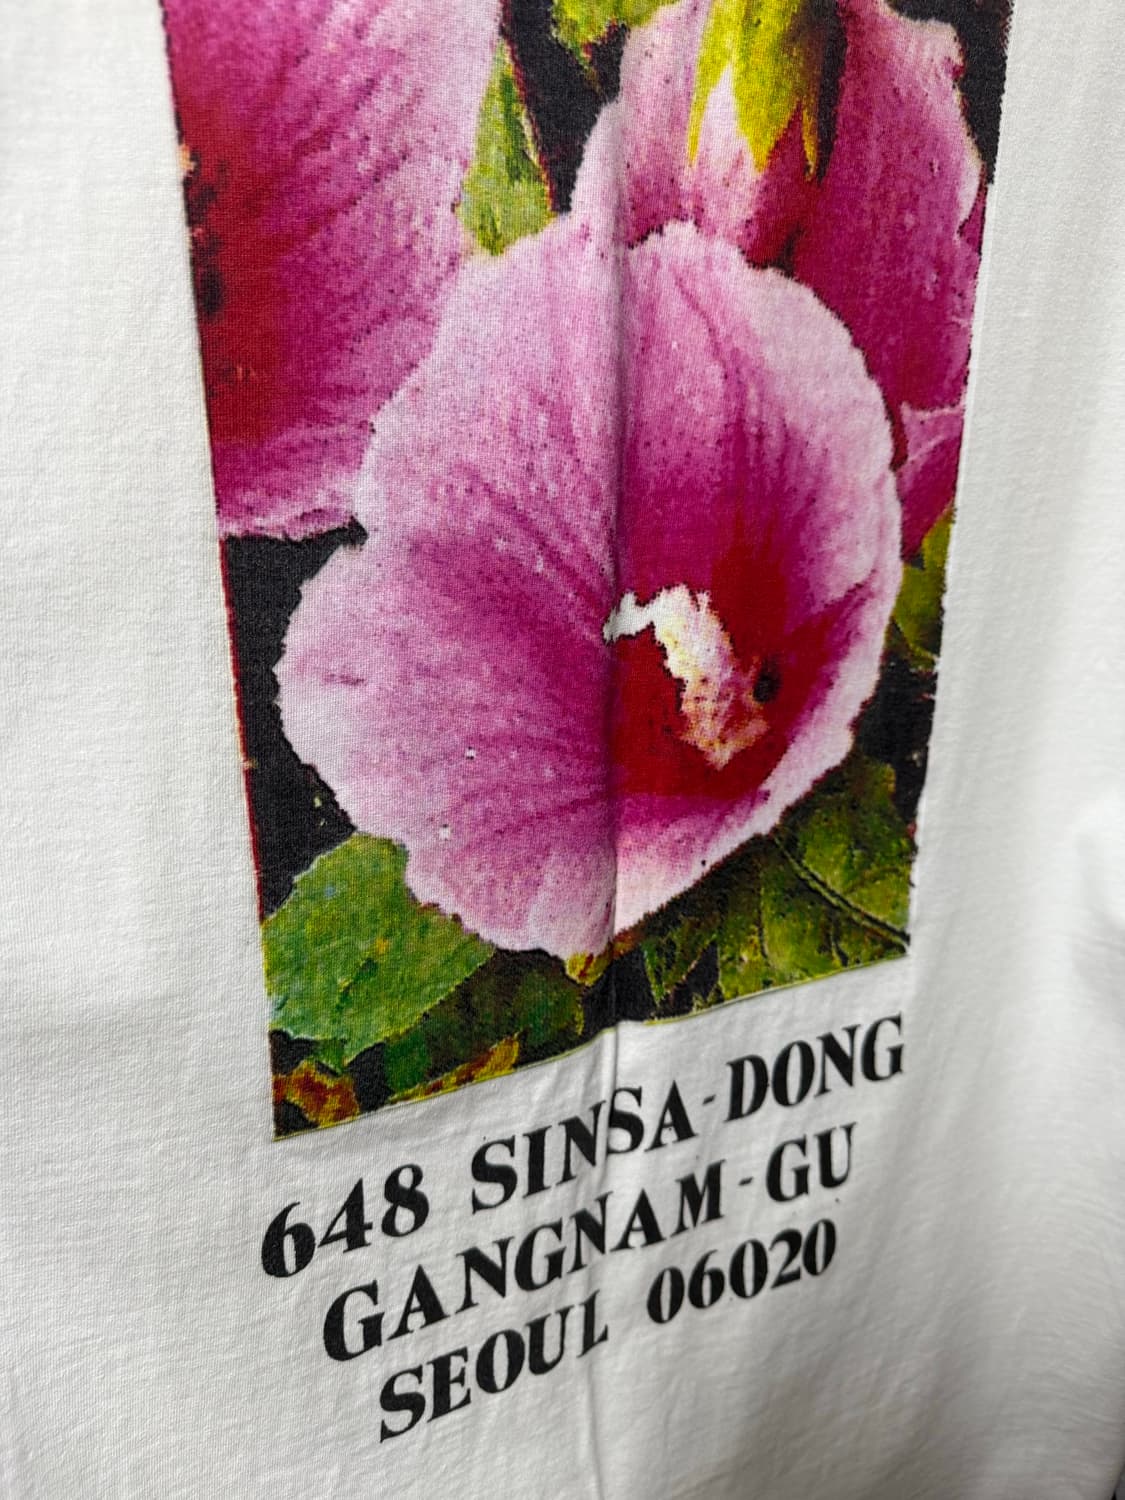 648 SINSA-DONG
GANGNAM-GU
SEOUL 06020